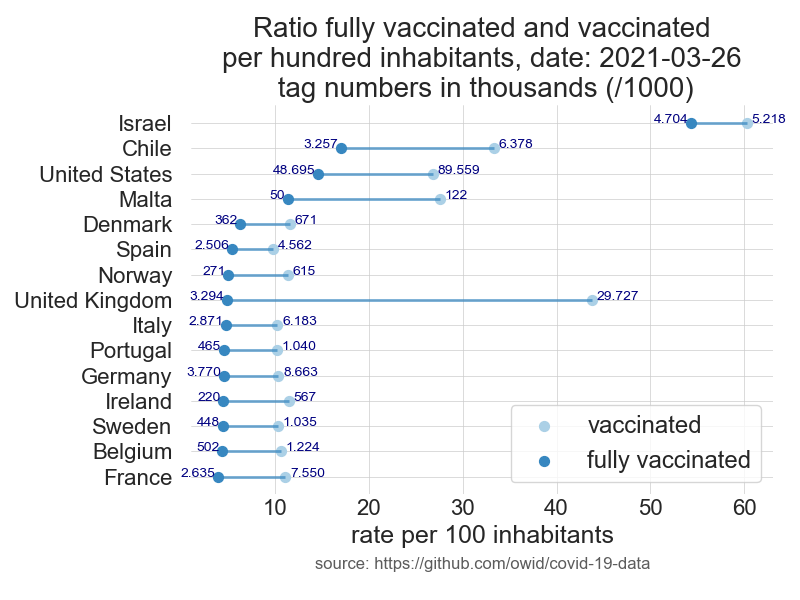 Ratio fully vaccinated and vaccinated
per hundred inhabitants, date: 2021-03-26
tag numbers in thousands (/1000)
Israel 4.704 5.218
Chile 3.257 6.378
United States 48.695 89.559
Malta 50 122
Denmark 362 671
Spain 2.506 4.562
Norway 271 615
United Kingdom 3.294 29.727
Italy 2.871 6.183
Portugal 465 1.040
Germany 3.770 8.663
Ireland 220 567
Sweden 448 1.035
Belgium 502 1.224
France 2.635 7.550
vaccinated
fully vaccinated
10 20 30 40 50 60
rate per 100 inhabitants
source: https://github.com/owid/covid-19-data